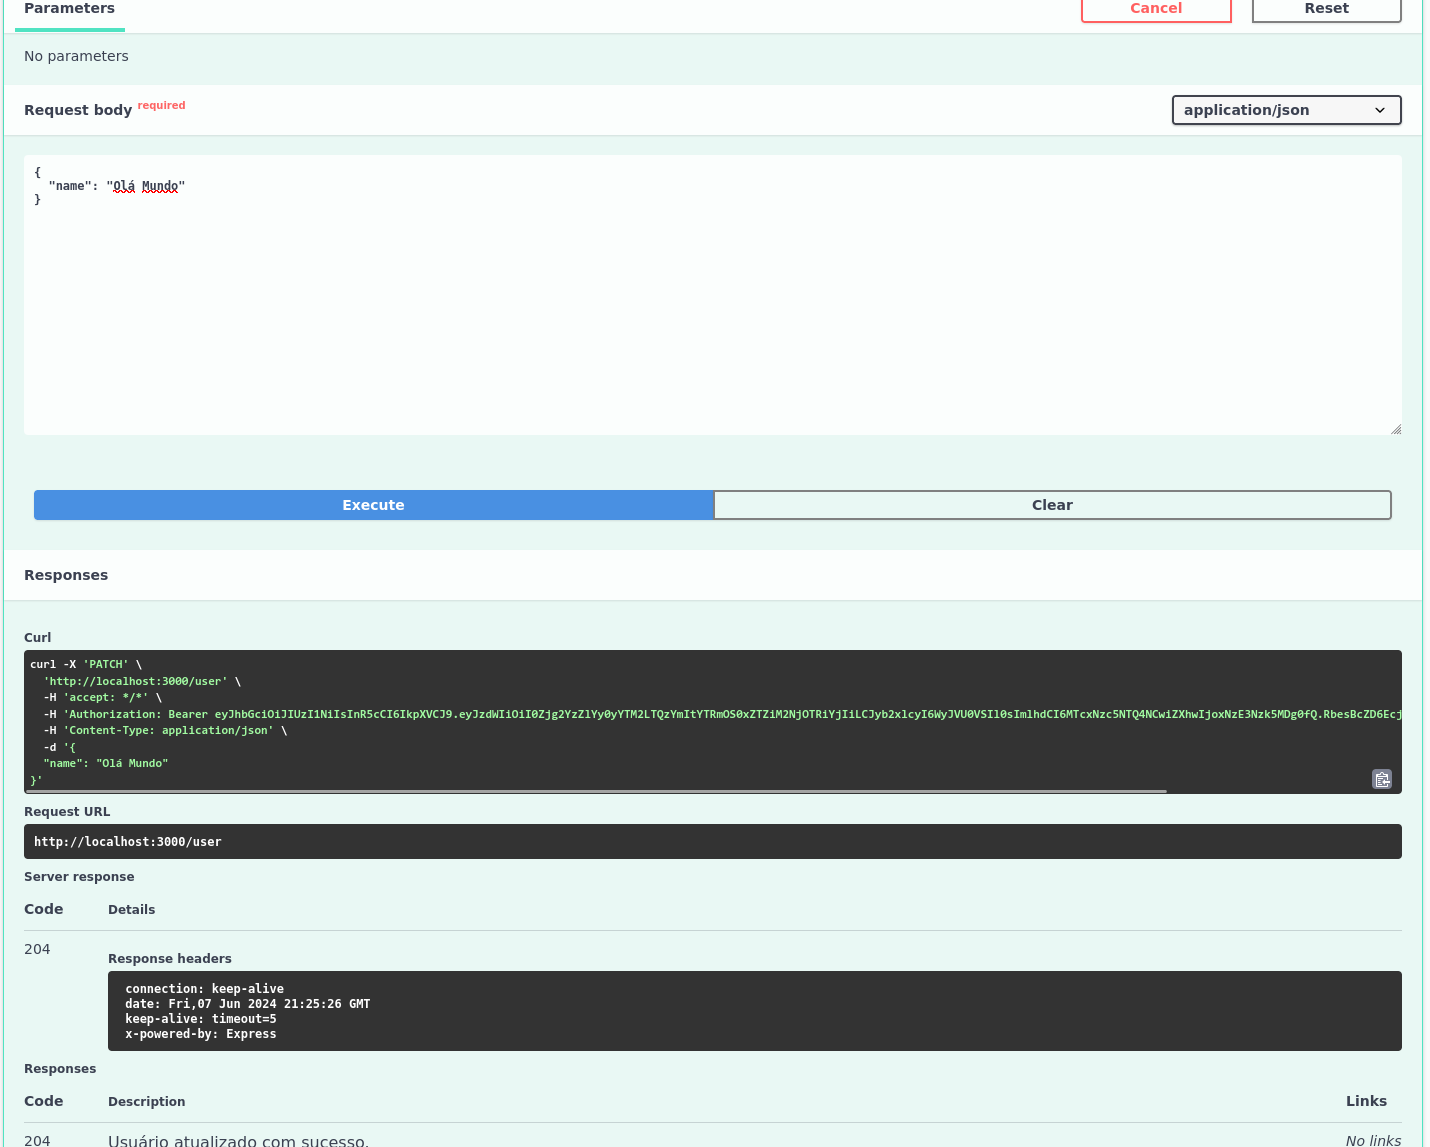 Parameters
Cancel
Reset
No parameters
Request body required
application/json
{
"name": "Olá Mundo"
}
Execute
Clear
Responses
Curl
curl -X 'PATCH' \
'http://localhost:3000/user' \
-H 'accept: */*' \
-H 'Authorization: Bearer
-H 'Content-Type: application/json' \
-d '{
"name": "Olá Mundo"
}'
Request URL
http://localhost:3000/user
Server response
Code Details
204
Response headers
connection: keep-alive
date: Fri,07 Jun 2024 21:25:26 GMT
keep-alive: timeout=5
x-powered-by: Express
Responses
Code Description Links
204 Usuário atualizado com sucesso. No links